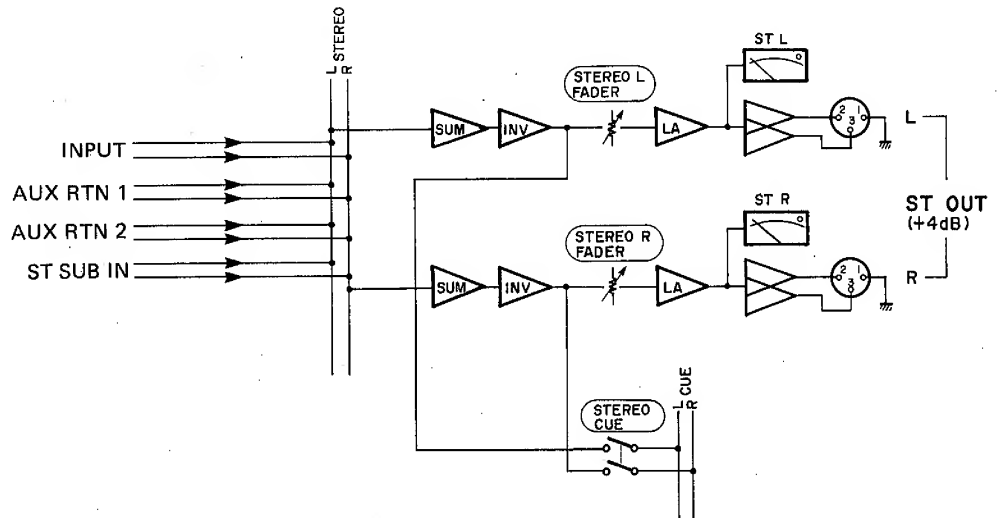 L STEREO
R
INPUT
AUX RTN 1
AUX RTN 2
ST SUB IN
SUM
INV
STEREO L
FADER
LA
ST L
2 1
3
L
ST OUT
(+4dB)
SUM
INV
STEREO R
FADER
LA
ST R
2 1
3
R
STEREO
CUE
L CUE
R